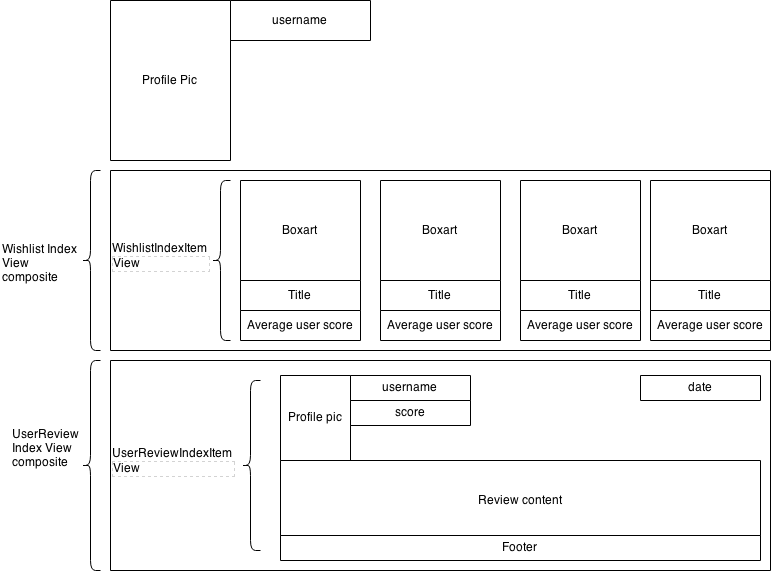 username
Profile Pic
Wishlist Index
View
composite
WishlistIndexItem
View
Boxart
Boxart
Boxart
Boxart
Title
Title
Title
Title
Average user score
Average user score
Average user score
Average user score
UserReview
Index View
composite
UserReviewIndexItem
View
username
date
Profile pic
score
Review content
Footer